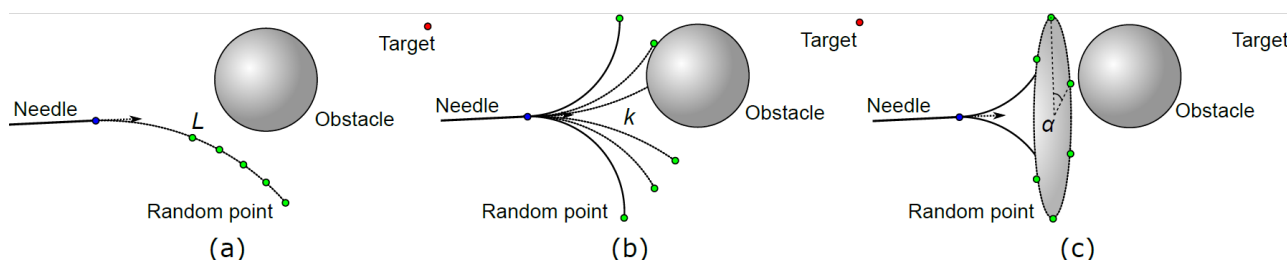 Target
Needle
L
Obstacle
Random point
(a)
Target
Needle
k
Obstacle
Random point
(b)
Target
Needle
α
Obstacle
Random point
(c)